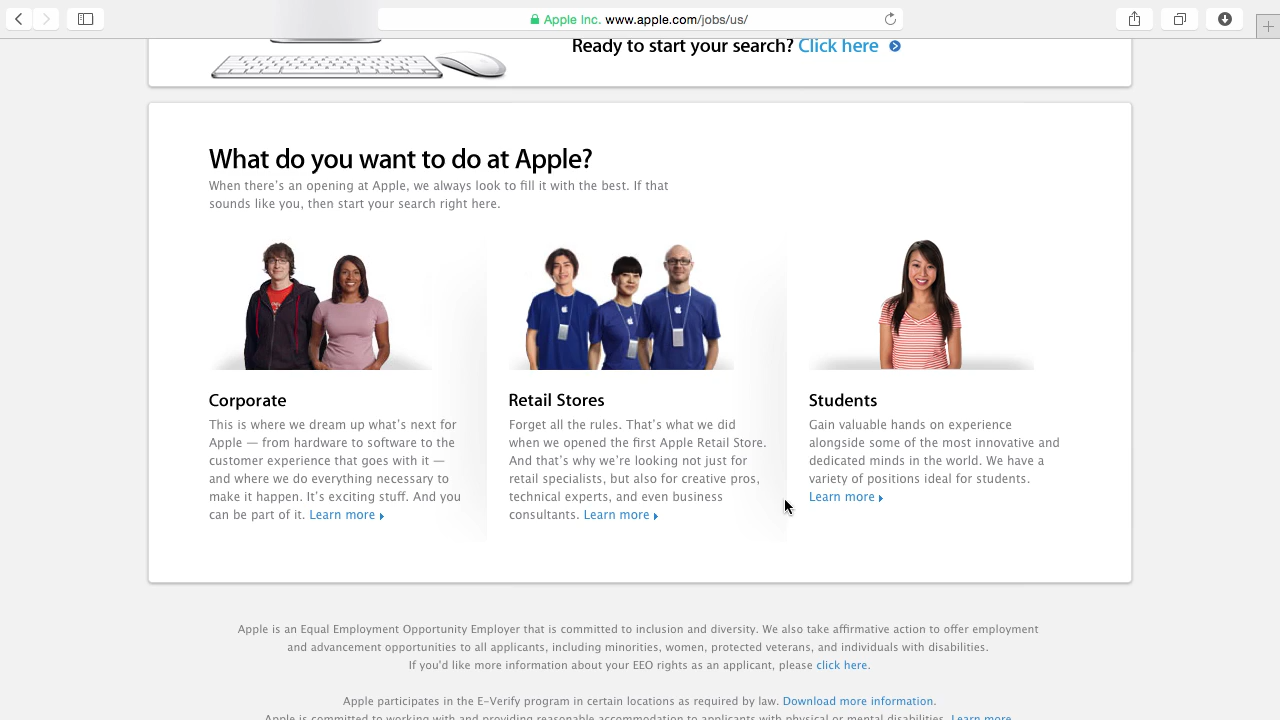 Apple Inc. www.apple.com/jobs/us/
Ready to start your search? Click here
What do you want to do at Apple?
When there's an opening at Apple, we always look to fill it with the best. If that
sounds like you, then start your search right here.
Corporate
This is where we dream up what's next for
Apple — from hardware to software to the
customer experience that goes with it —
and where we do everything necessary to
make it happen. It's exciting stuff. And you
can be part of it. Learn more
Retail Stores
Forget all the rules. That's what we did
when we opened the first Apple Retail Store.
And that's why we're looking not just for
retail specialists, but also for creative pros,
technical experts, and even business
consultants. Learn more
Students
Gain valuable hands on experience
alongside some of the most innovative and
dedicated minds in the world. We have a
variety of positions ideal for students.
Learn more
Apple is an Equal Employment Opportunity Employer that is committed to inclusion and diversity. We also take affirmative action to offer employment
and advancement opportunities to all applicants, including minorities, women, protected veterans, and individuals with disabilities.
If you'd like more information about your EEO rights as an applicant, please click here.
Apple participates in the E-Verify program in certain locations as required by law. Download more information.
Apple is committed to working with and providing reasonable accommodation to applicants with physical or mental disabilities. Learn more